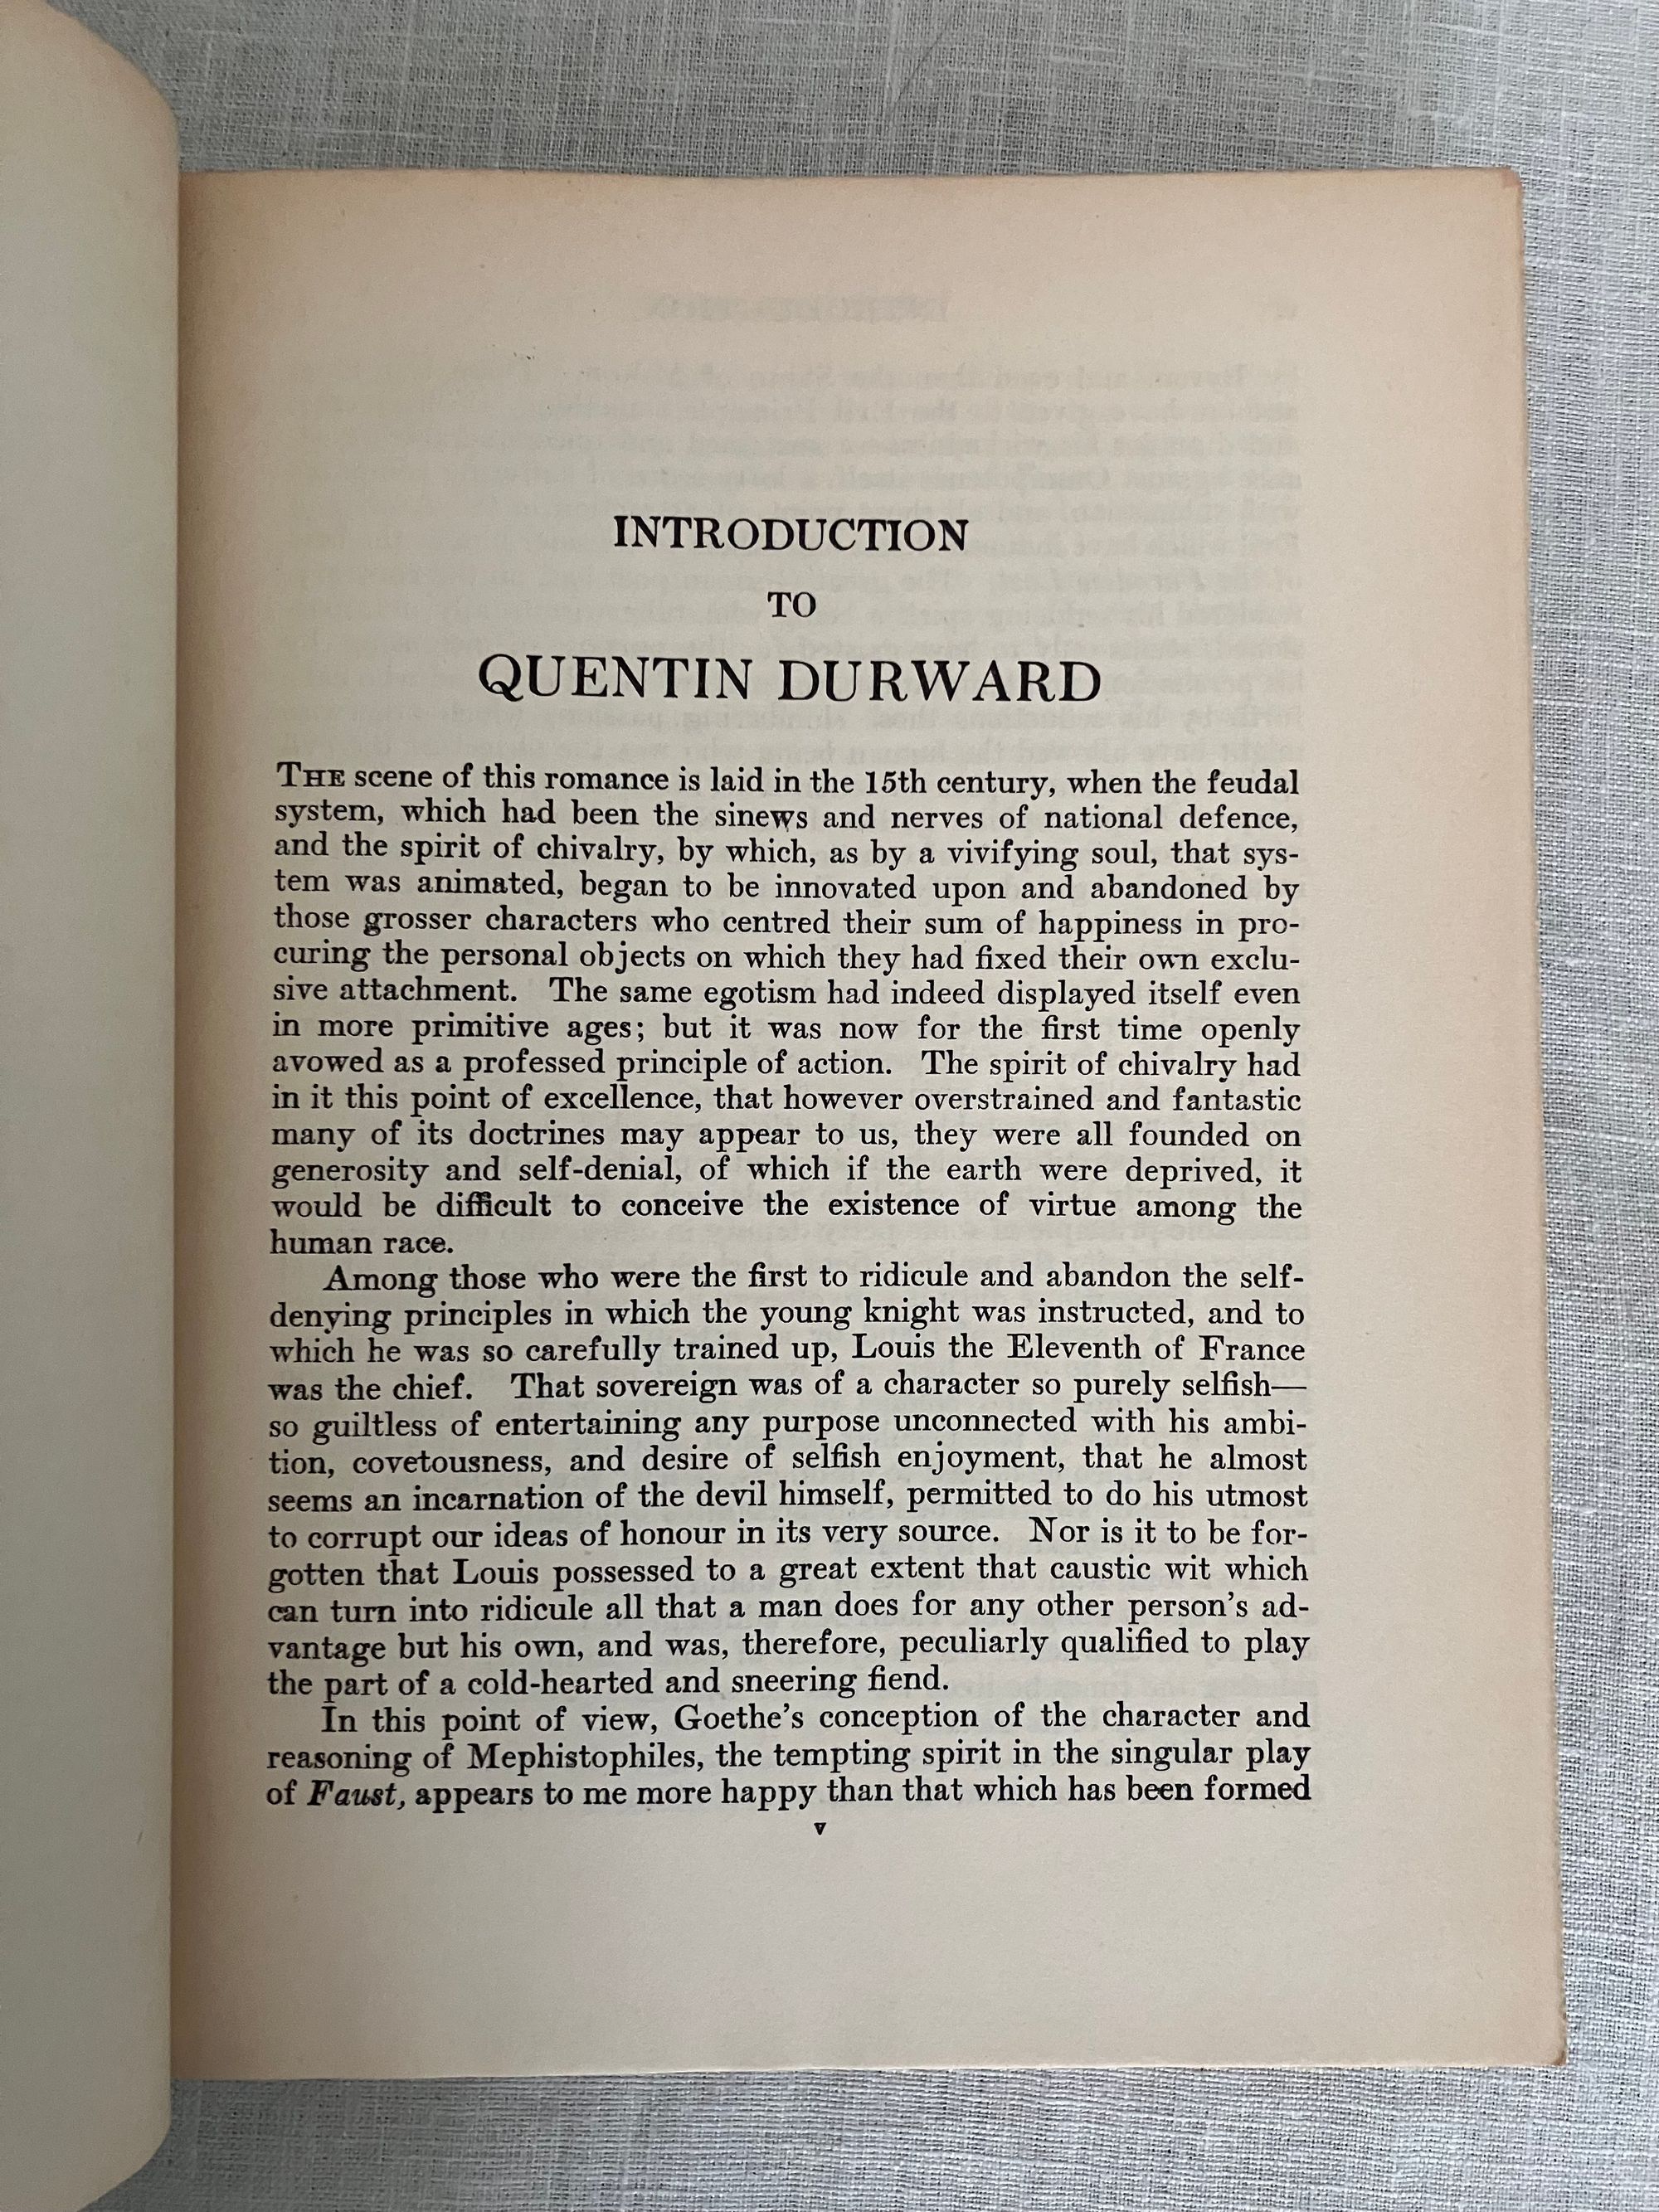 INTRODUCTION
TO
QUENTIN DURWARD
THE scene of this romance is laid in the 15th century, when the feudal
system, which had been the sinews and nerves of national defence,
and the spirit of chivalry, by which, as by a vivifying soul, that sys-
tem was animated, began to be innovated upon and abandoned by
those grosser characters who centred their sum of happiness in pro-
curing the personal objects on which they had fixed their own exclu-
sive attachment. The same egotism had indeed displayed itself even
in more primitive ages; but it was now for the first time openly
avowed as a professed principle of action. The spirit of chivalry had
in it this point of excellence, that however overstrained and fantastic
many of its doctrines may appear to us, they were all founded on
generosity and self-denial, of which if the earth were deprived, it
would be difficult to conceive the existence of virtue among the
human race.
Among those who were the first to ridicule and abandon the self-
denying principles in which the young knight was instructed, and to
which he was so carefully trained up, Louis the Eleventh of France
was the chief. That sovereign was of a character so purely selfish—
so guiltless of entertaining any purpose unconnected with his ambi-
tion, covetousness, and desire of selfish enjoyment, that he almost
seems an incarnation of the devil himself, permitted to do his utmost
to corrupt our ideas of honour in its very source. Nor is it to be for-
gotten that Louis possessed to a great extent that caustic wit which
can turn into ridicule all that a man does for any other person's ad-
vantage but his own, and was, therefore, peculiarly qualified to play
the part of a cold-hearted and sneering fiend.
In this point of view, Goethe's conception of the character and
reasoning of Mephistophiles, the tempting spirit in the singular play
of Faust, appears to me more happy than that which has been formed
v